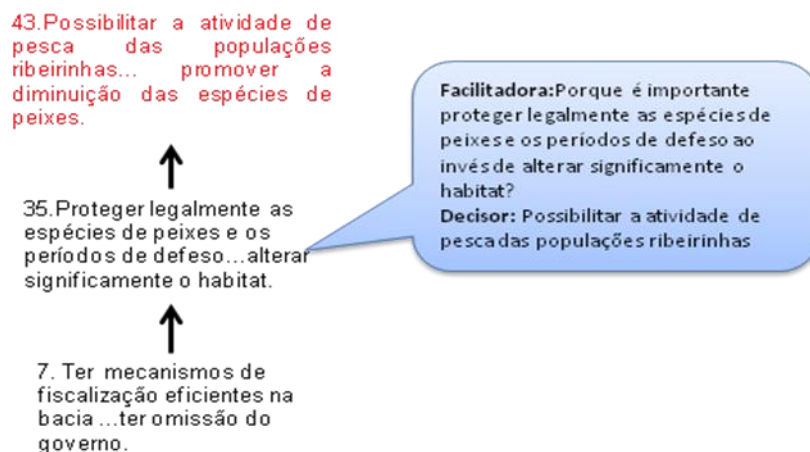 43.Possibilitar a atividade de
pesca das populações
ribeirinhas... promover a
diminuição das espécies de
peixes.
Facilitadora:Porque é importante
proteger legalmente as espécies de
peixes e os períodos de defeso ao
invés de alterar significamente o
habitat?
Decisor: Possibilitar a atividade de
pesca das populações ribeirinhas
35.Proteger legalmente as
espécies de peixes e os
períodos de defeso...alterar
significamente o habitat.
7. Ter mecanismos de
fiscalização eficientes na
bacia ...ter omissão do
governo.